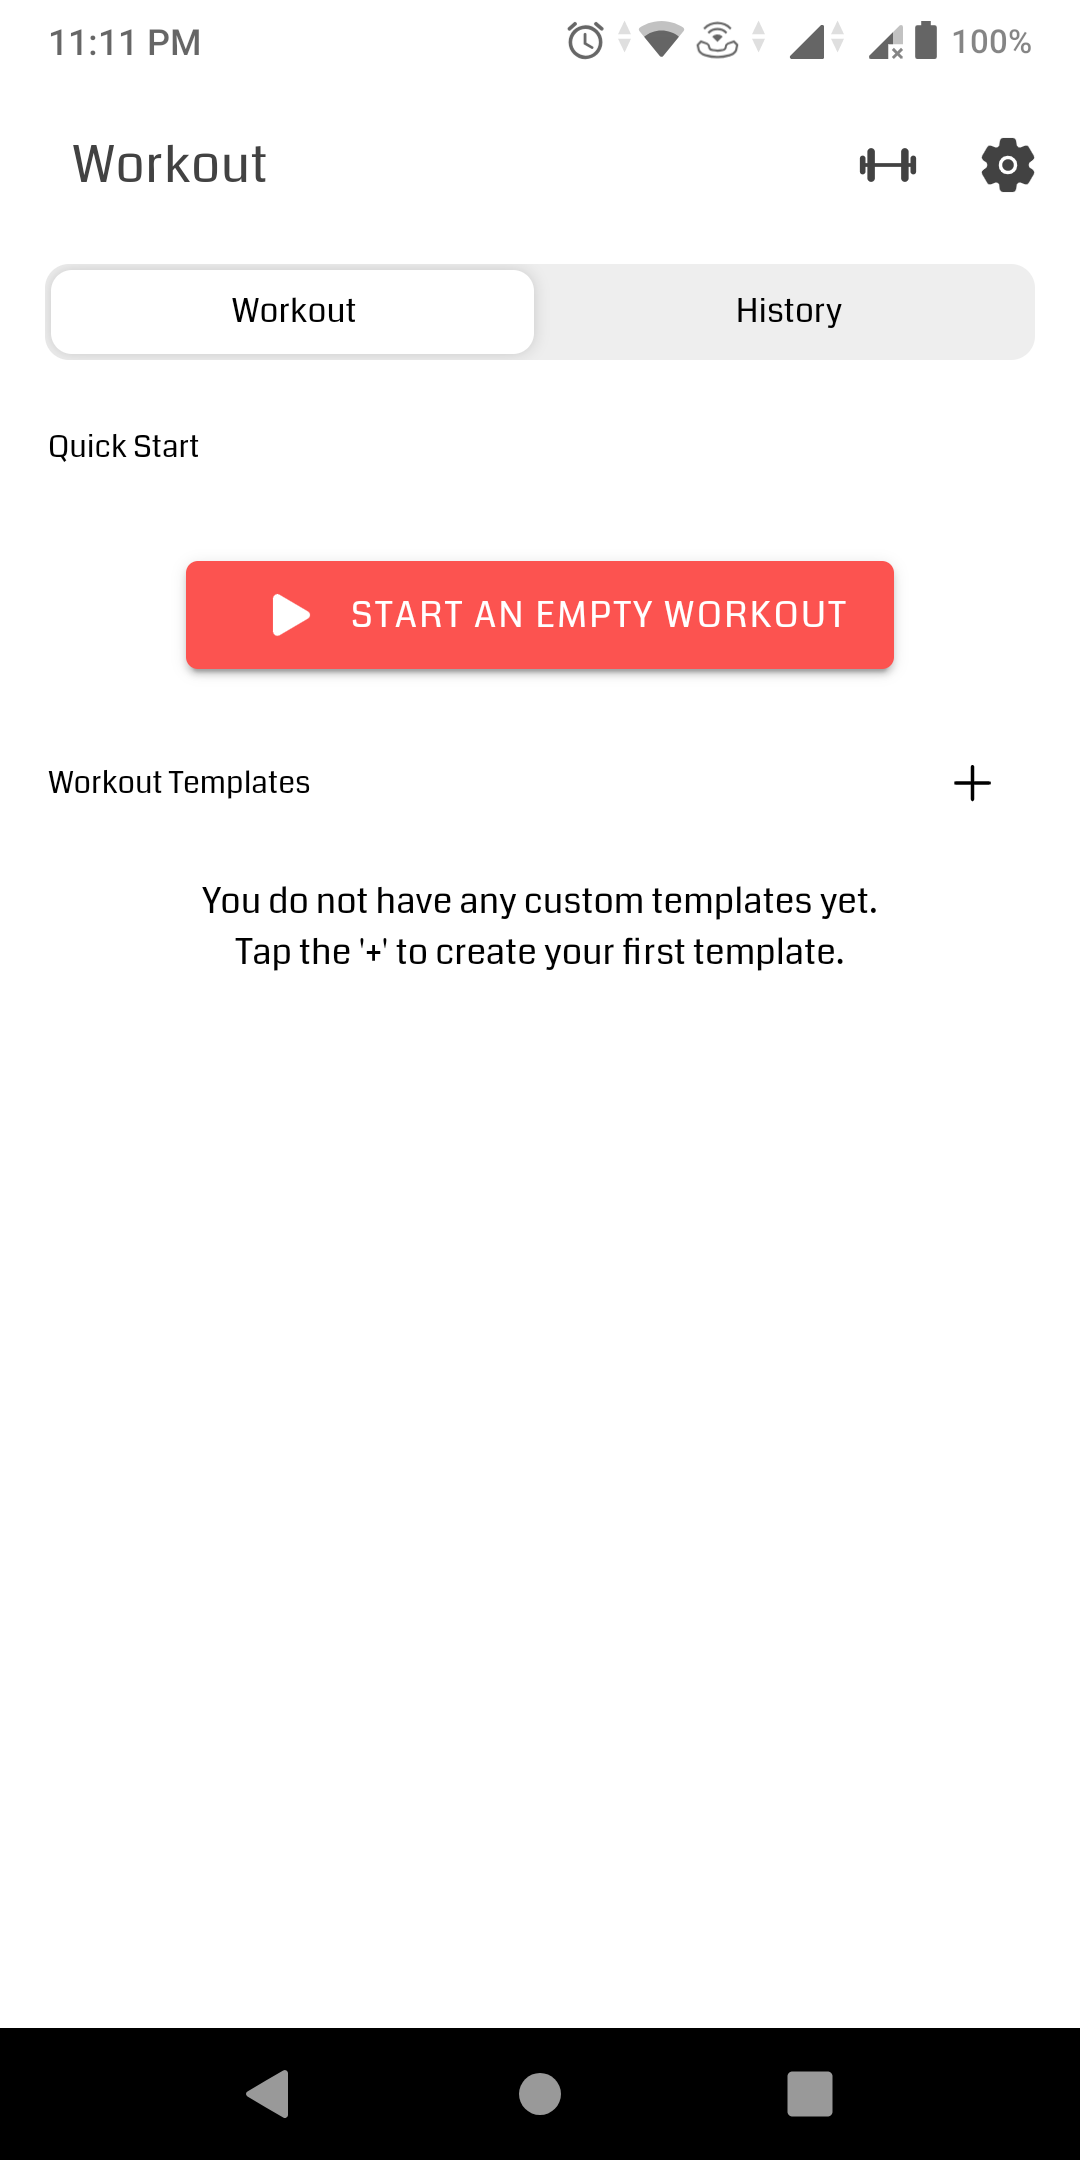 11:11 PM
100%
Workout
Workout
History
Quick Start
START AN EMPTY WORKOUT
Workout Templates
You do not have any custom templates yet.
Tap the '+' to create your first template.